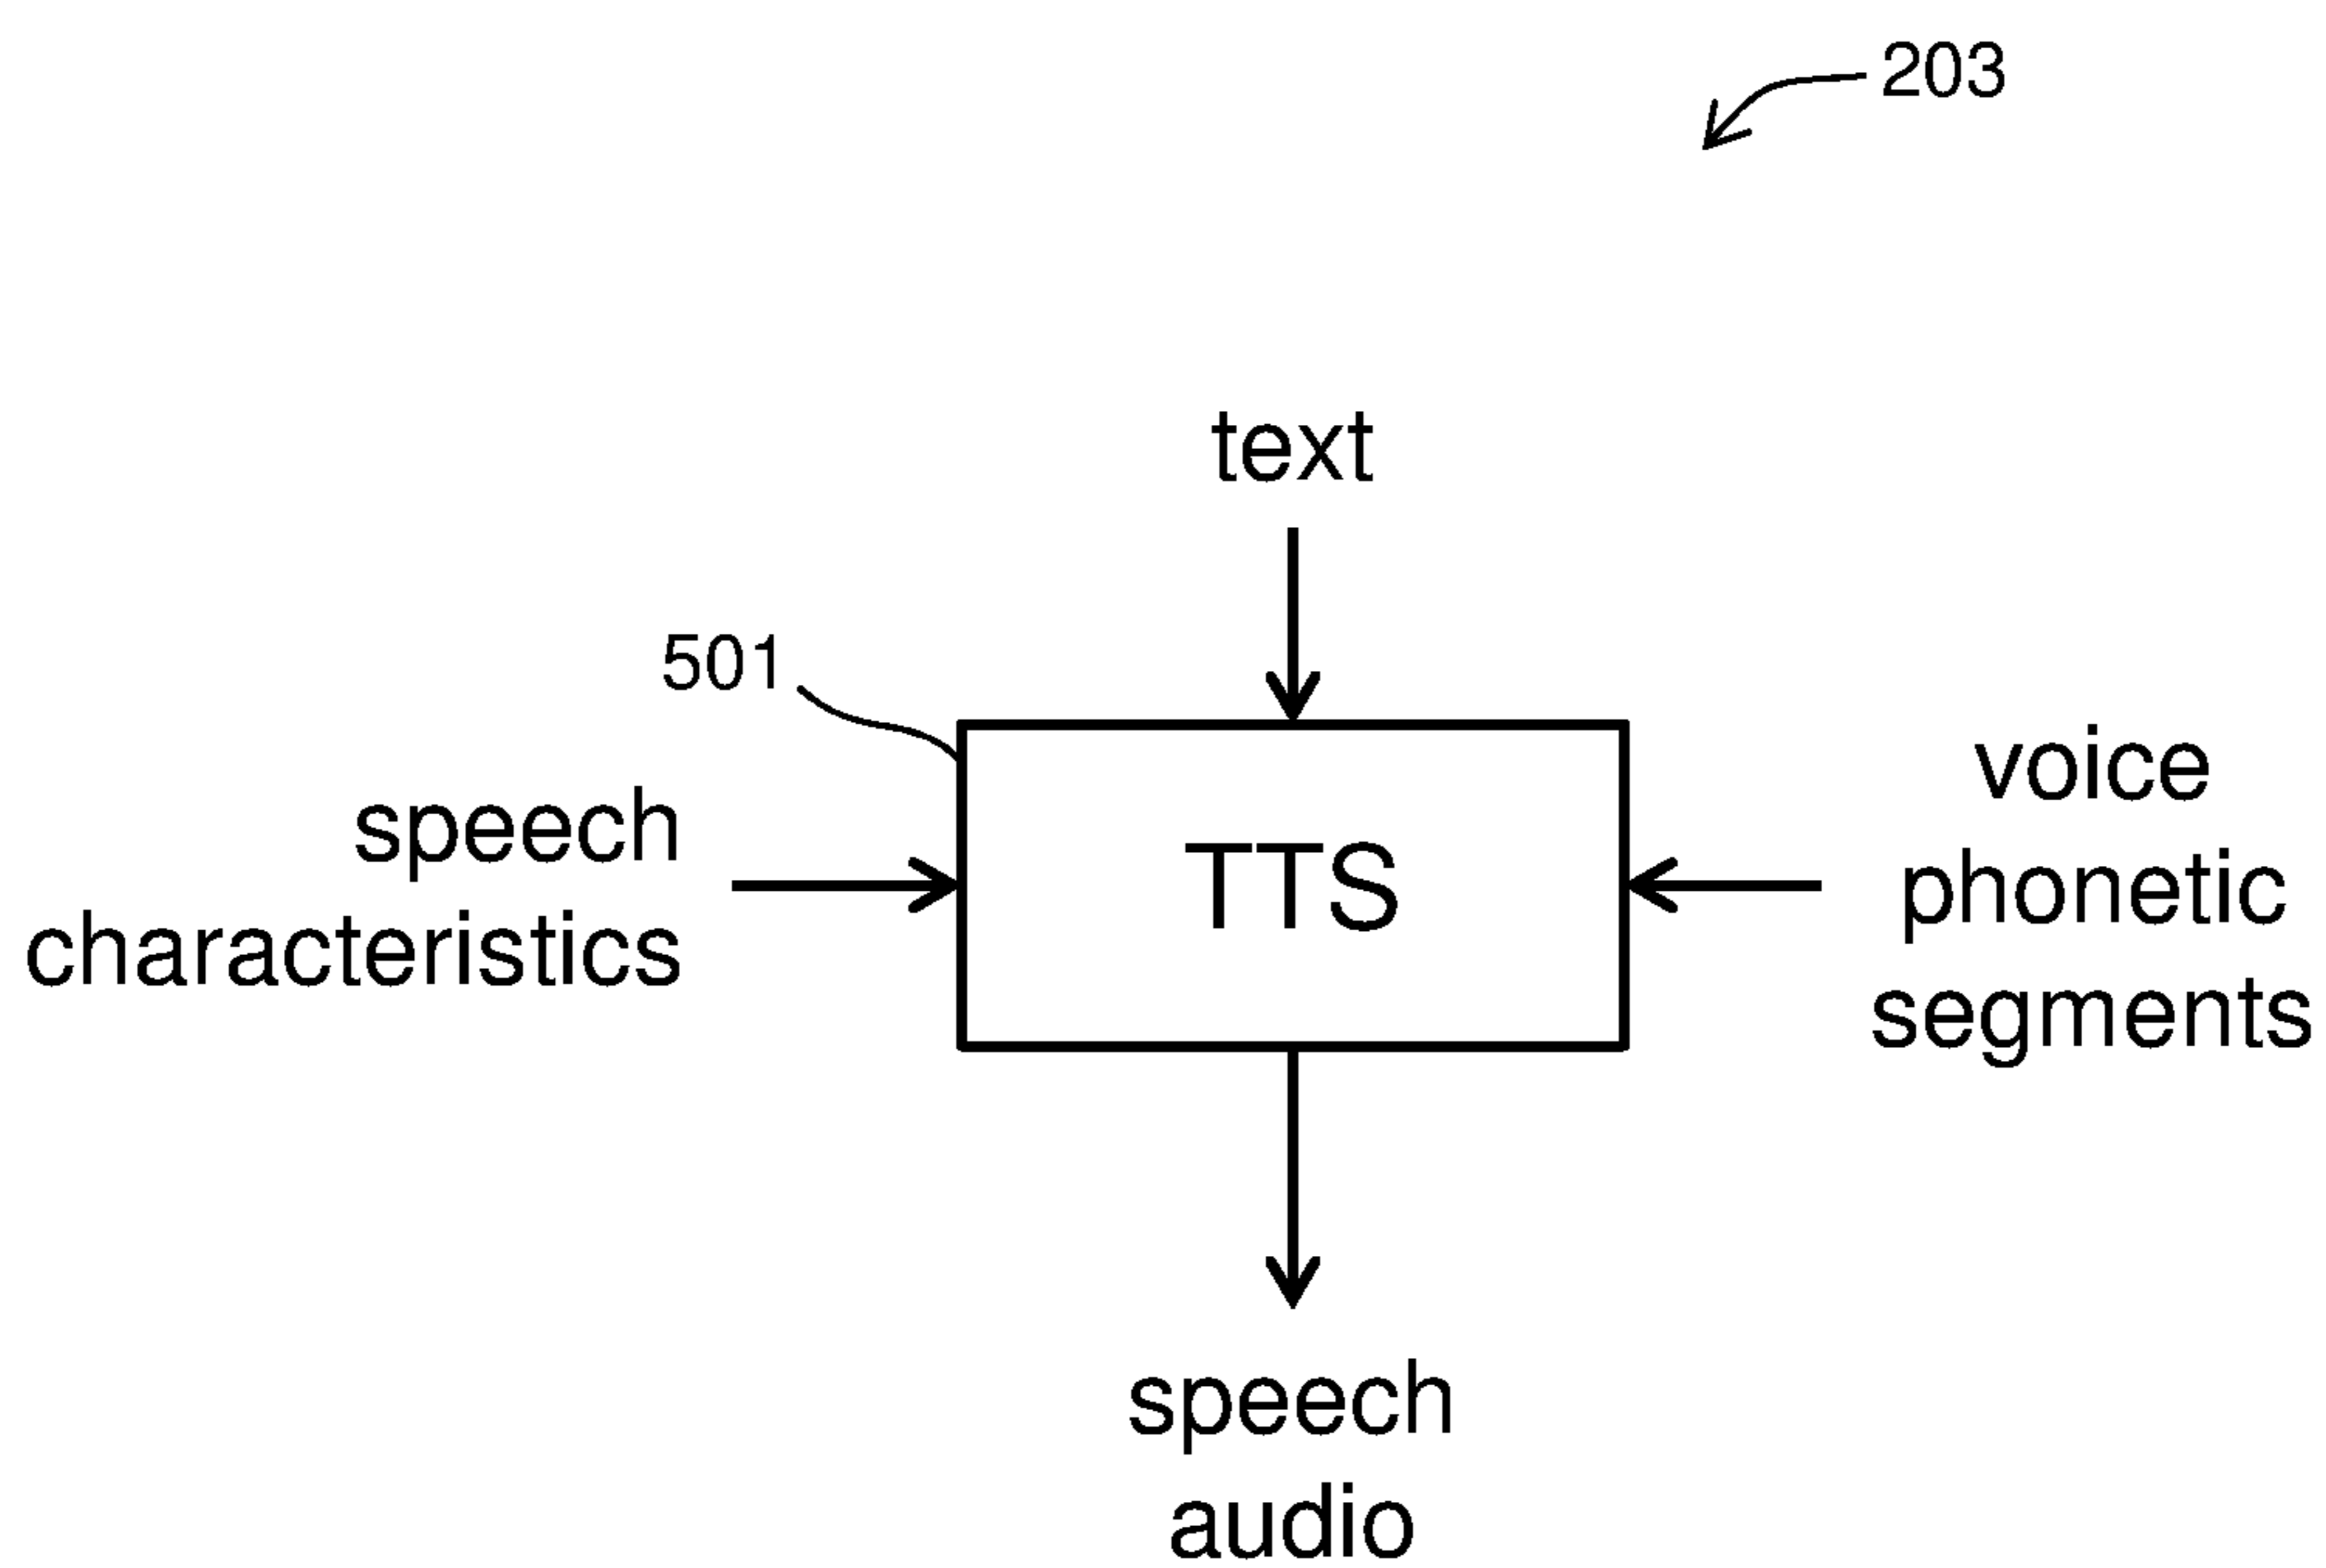 203
text
501
speech
characteristics
TTS
voice
phonetic
segments
speech
audio